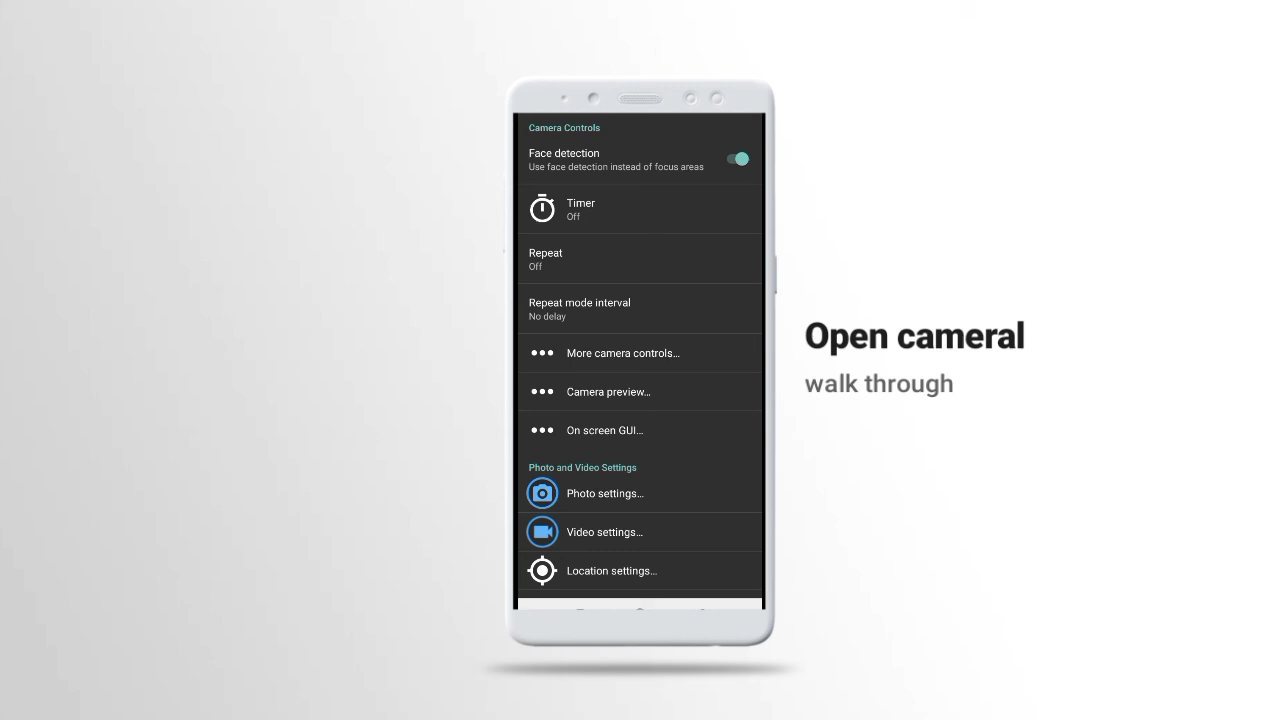 Camera Controls
Face detection
Use face detection instead of focus areas
Timer
Off
Repeat
Off
Repeat mode interval
No delay
More camera controls...
Camera preview...
On screen GUI...
Photo and Video Settings
Photo settings...
Video settings...
Location settings...
Open cameral
walk through